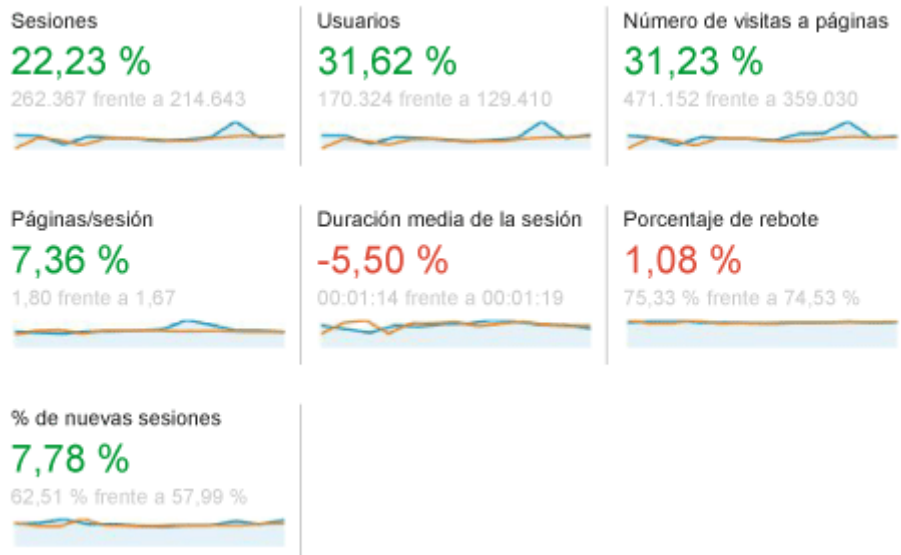 Sesiones
22,23 %
262.367 frente a 214.643
Usuarios
31,62 %
170.324 frente a 129.410
Número de visitas a páginas
31,23 %
471.152 frente a 359.030
Páginas/sesión
7,36 %
1,80 frente a 1,67
Duración media de la sesión
-5,50 %
00:01:14 frente a 00:01:19
Porcentaje de rebote
1,08 %
75,33 % frente a 74,53 %
% de nuevas sesiones
7,78 %
62,51 % frente a 57,99 %